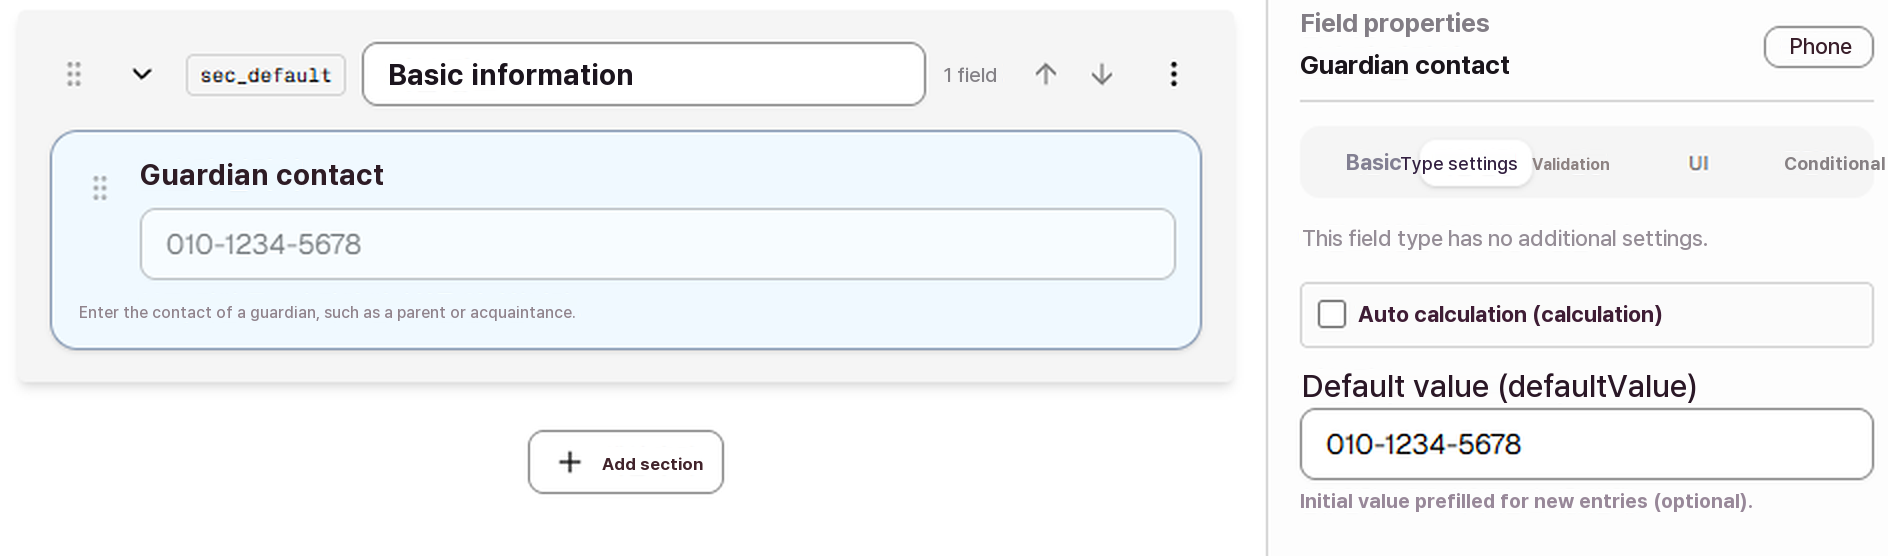 sec_default
Basic information
1 field
Guardian contact
010-1234-5678
Enter the contact of a guardian, such as a parent or acquaintance.
Add section
Field properties
Guardian contact
Phone
Basic
Type settings
Validation
UI
Conditional
This field type has no additional settings.
Auto calculation (calculation)
Default value (defaultValue)
010-1234-5678
Initial value prefilled for new entries (optional).